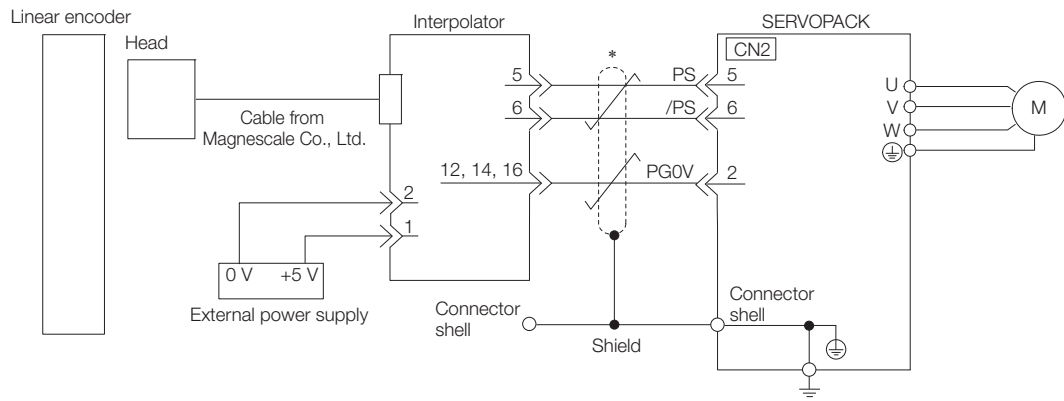 Linear encoder
Head
Interpolator
SERVOPACK
CN2
*
5
PS
5
6
/PS
6
Cable from
Magnescale Co., Ltd.
12, 14, 16
PG0V
2
U
V
W
M
2
1
0 V
+5 V
External power supply
Connector
shell
Shield
Connector
shell